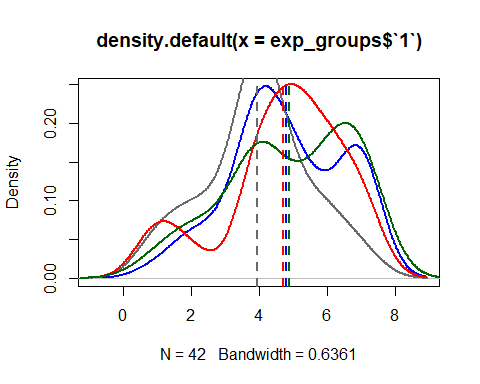 density.default(x = exp_groups$`1`)
Density
0.20
0.10
0.00
0 2 4 6 8
N = 42 Bandwidth = 0.6361